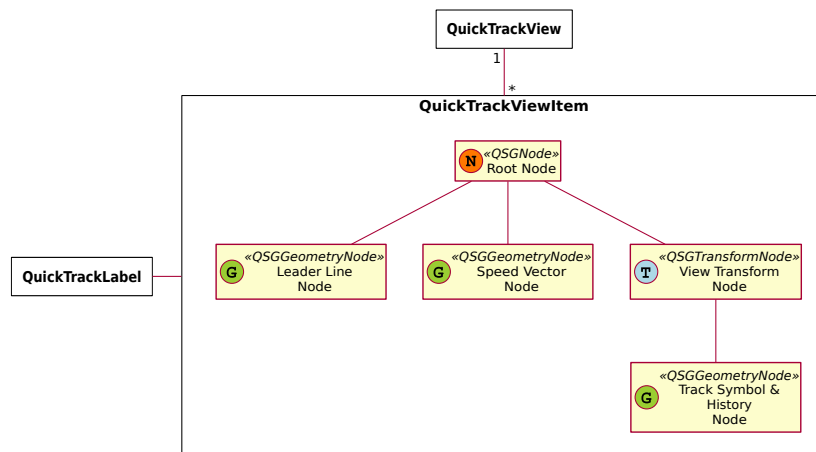 QuickTrackView
1
*
QuickTrackViewItem
N
«QSGNode»
Root Node
G
«QSGGeometryNode»
Leader Line
Node
G
«QSGGeometryNode»
Speed Vector
Node
T
«QSGTransformNode»
View Transform
Node
QuickTrackLabel
G
«QSGGeometryNode»
Track Symbol &
History
Node